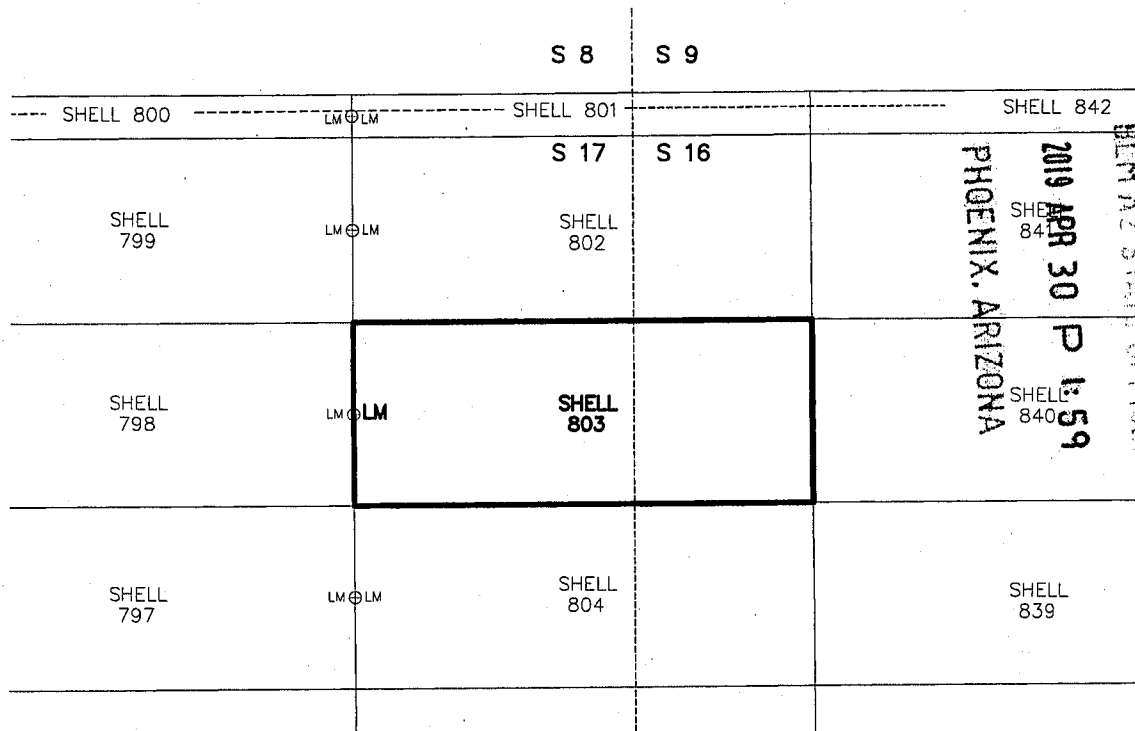 S 8 S 9
SHELL 800 SHELL 801 SHELL 842
LM LM
S 17 S 16
SHELL
799
LM LM
SHELL
802
SHELL
841
SHELL
798
LM LM
SHELL
803
SHELL
840
SHELL
797
LM LM
SHELL
804
SHELL
839
2019 APR 30 P 1:59
PHOENIX, ARIZONA